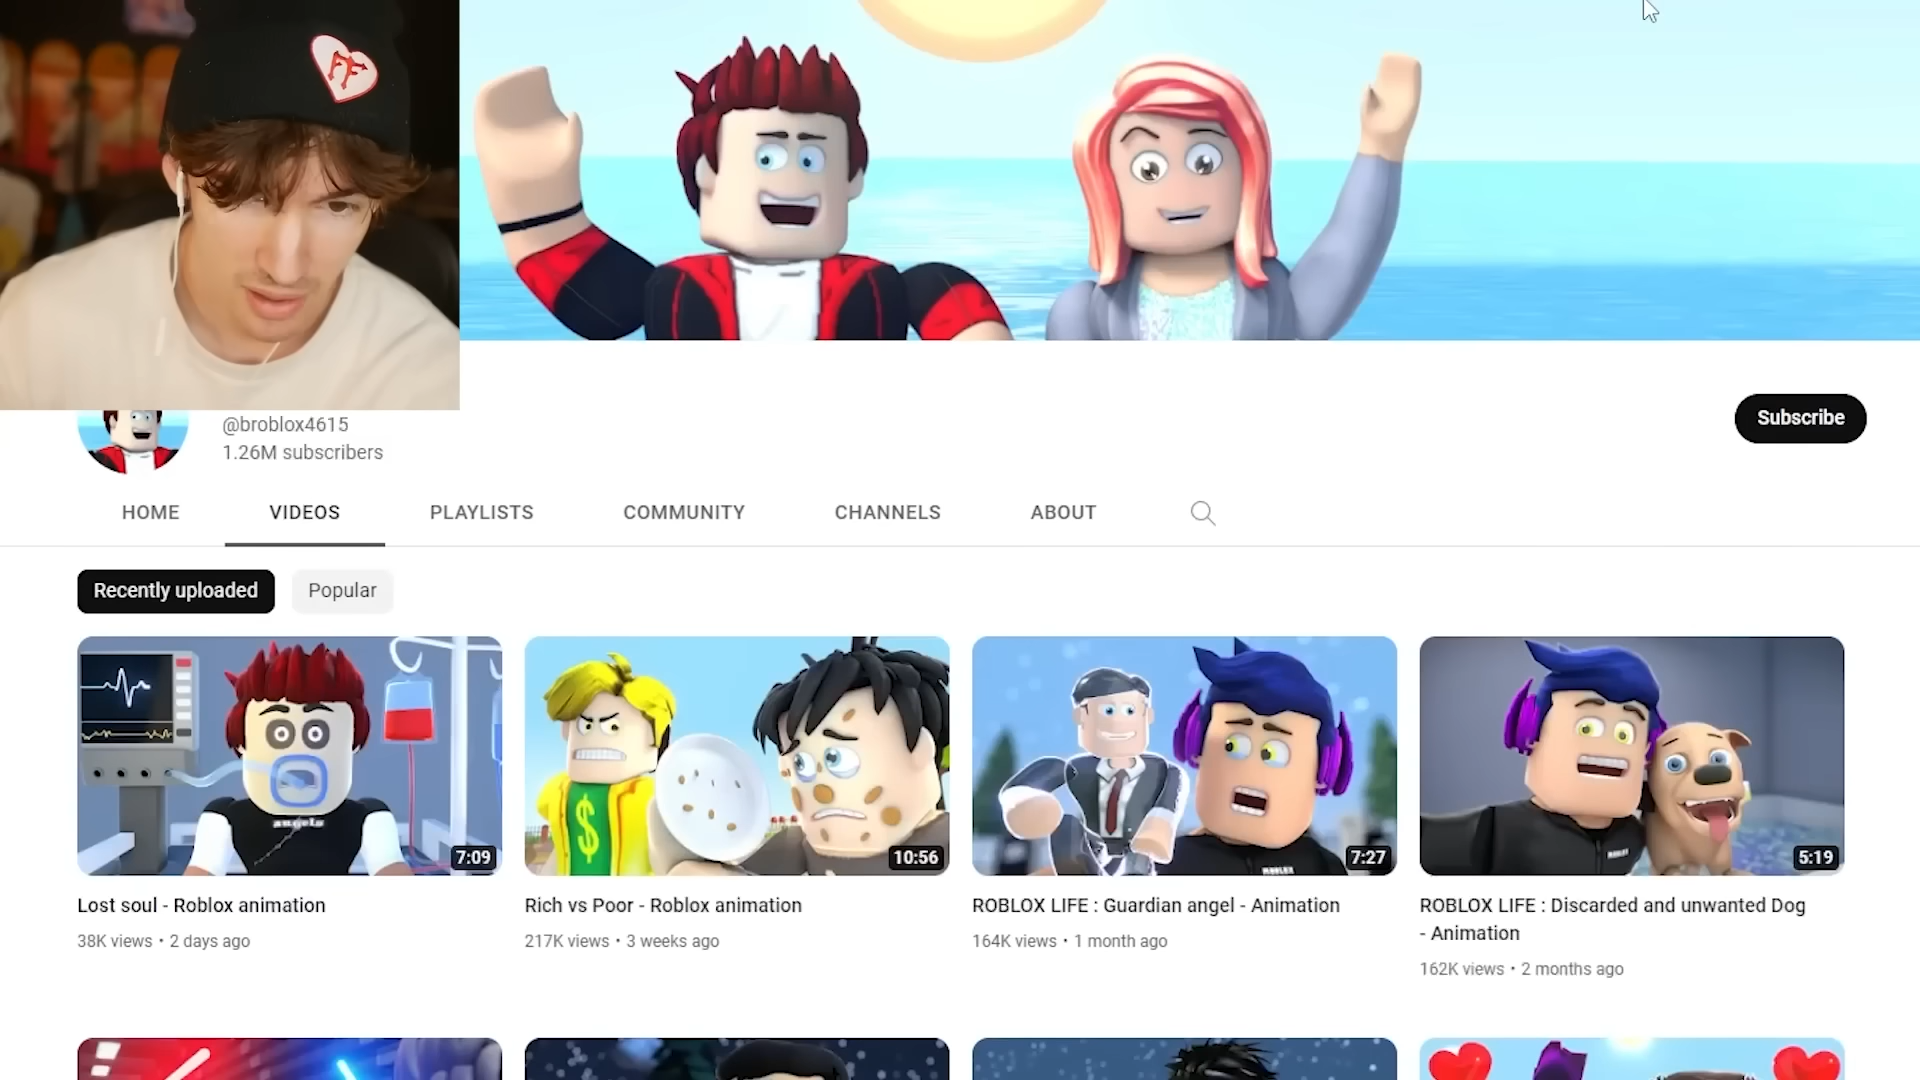 @broblox4615
1.26M subscribers
Subscribe
HOME VIDEOS PLAYLISTS COMMUNITY CHANNELS ABOUT
Recently uploaded Popular
angels
$
7:09
10:56
7:27
5:19
Lost soul - Roblox animation
38K views • 2 days ago
Rich vs Poor - Roblox animation
217K views • 3 weeks ago
ROBLOX LIFE : Guardian angel - Animation
164K views • 1 month ago
ROBLOX LIFE : Discarded and unwanted Dog
- Animation
162K views • 2 months ago